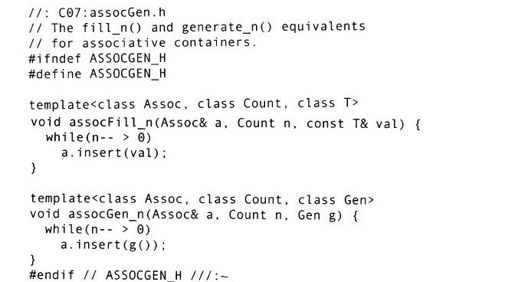 //: C07:assocGen.h
// The fill_n() and generate_n() equivalents
// for associative containers.
#ifndef ASSOCGEN_H
#define ASSOCGEN_H
template<class Assoc, class Count, class T>
void assocFill_n(Assoc& a, Count n, const T& val) {
while(n-- > 0)
a.insert(val);
}
template<class Assoc, class Count, class Gen>
void assocGen_n(Assoc& a, Count n, Gen g) {
while(n-- > 0)
a.insert(g());
}
#endif // ASSOCGEN_H ///:~